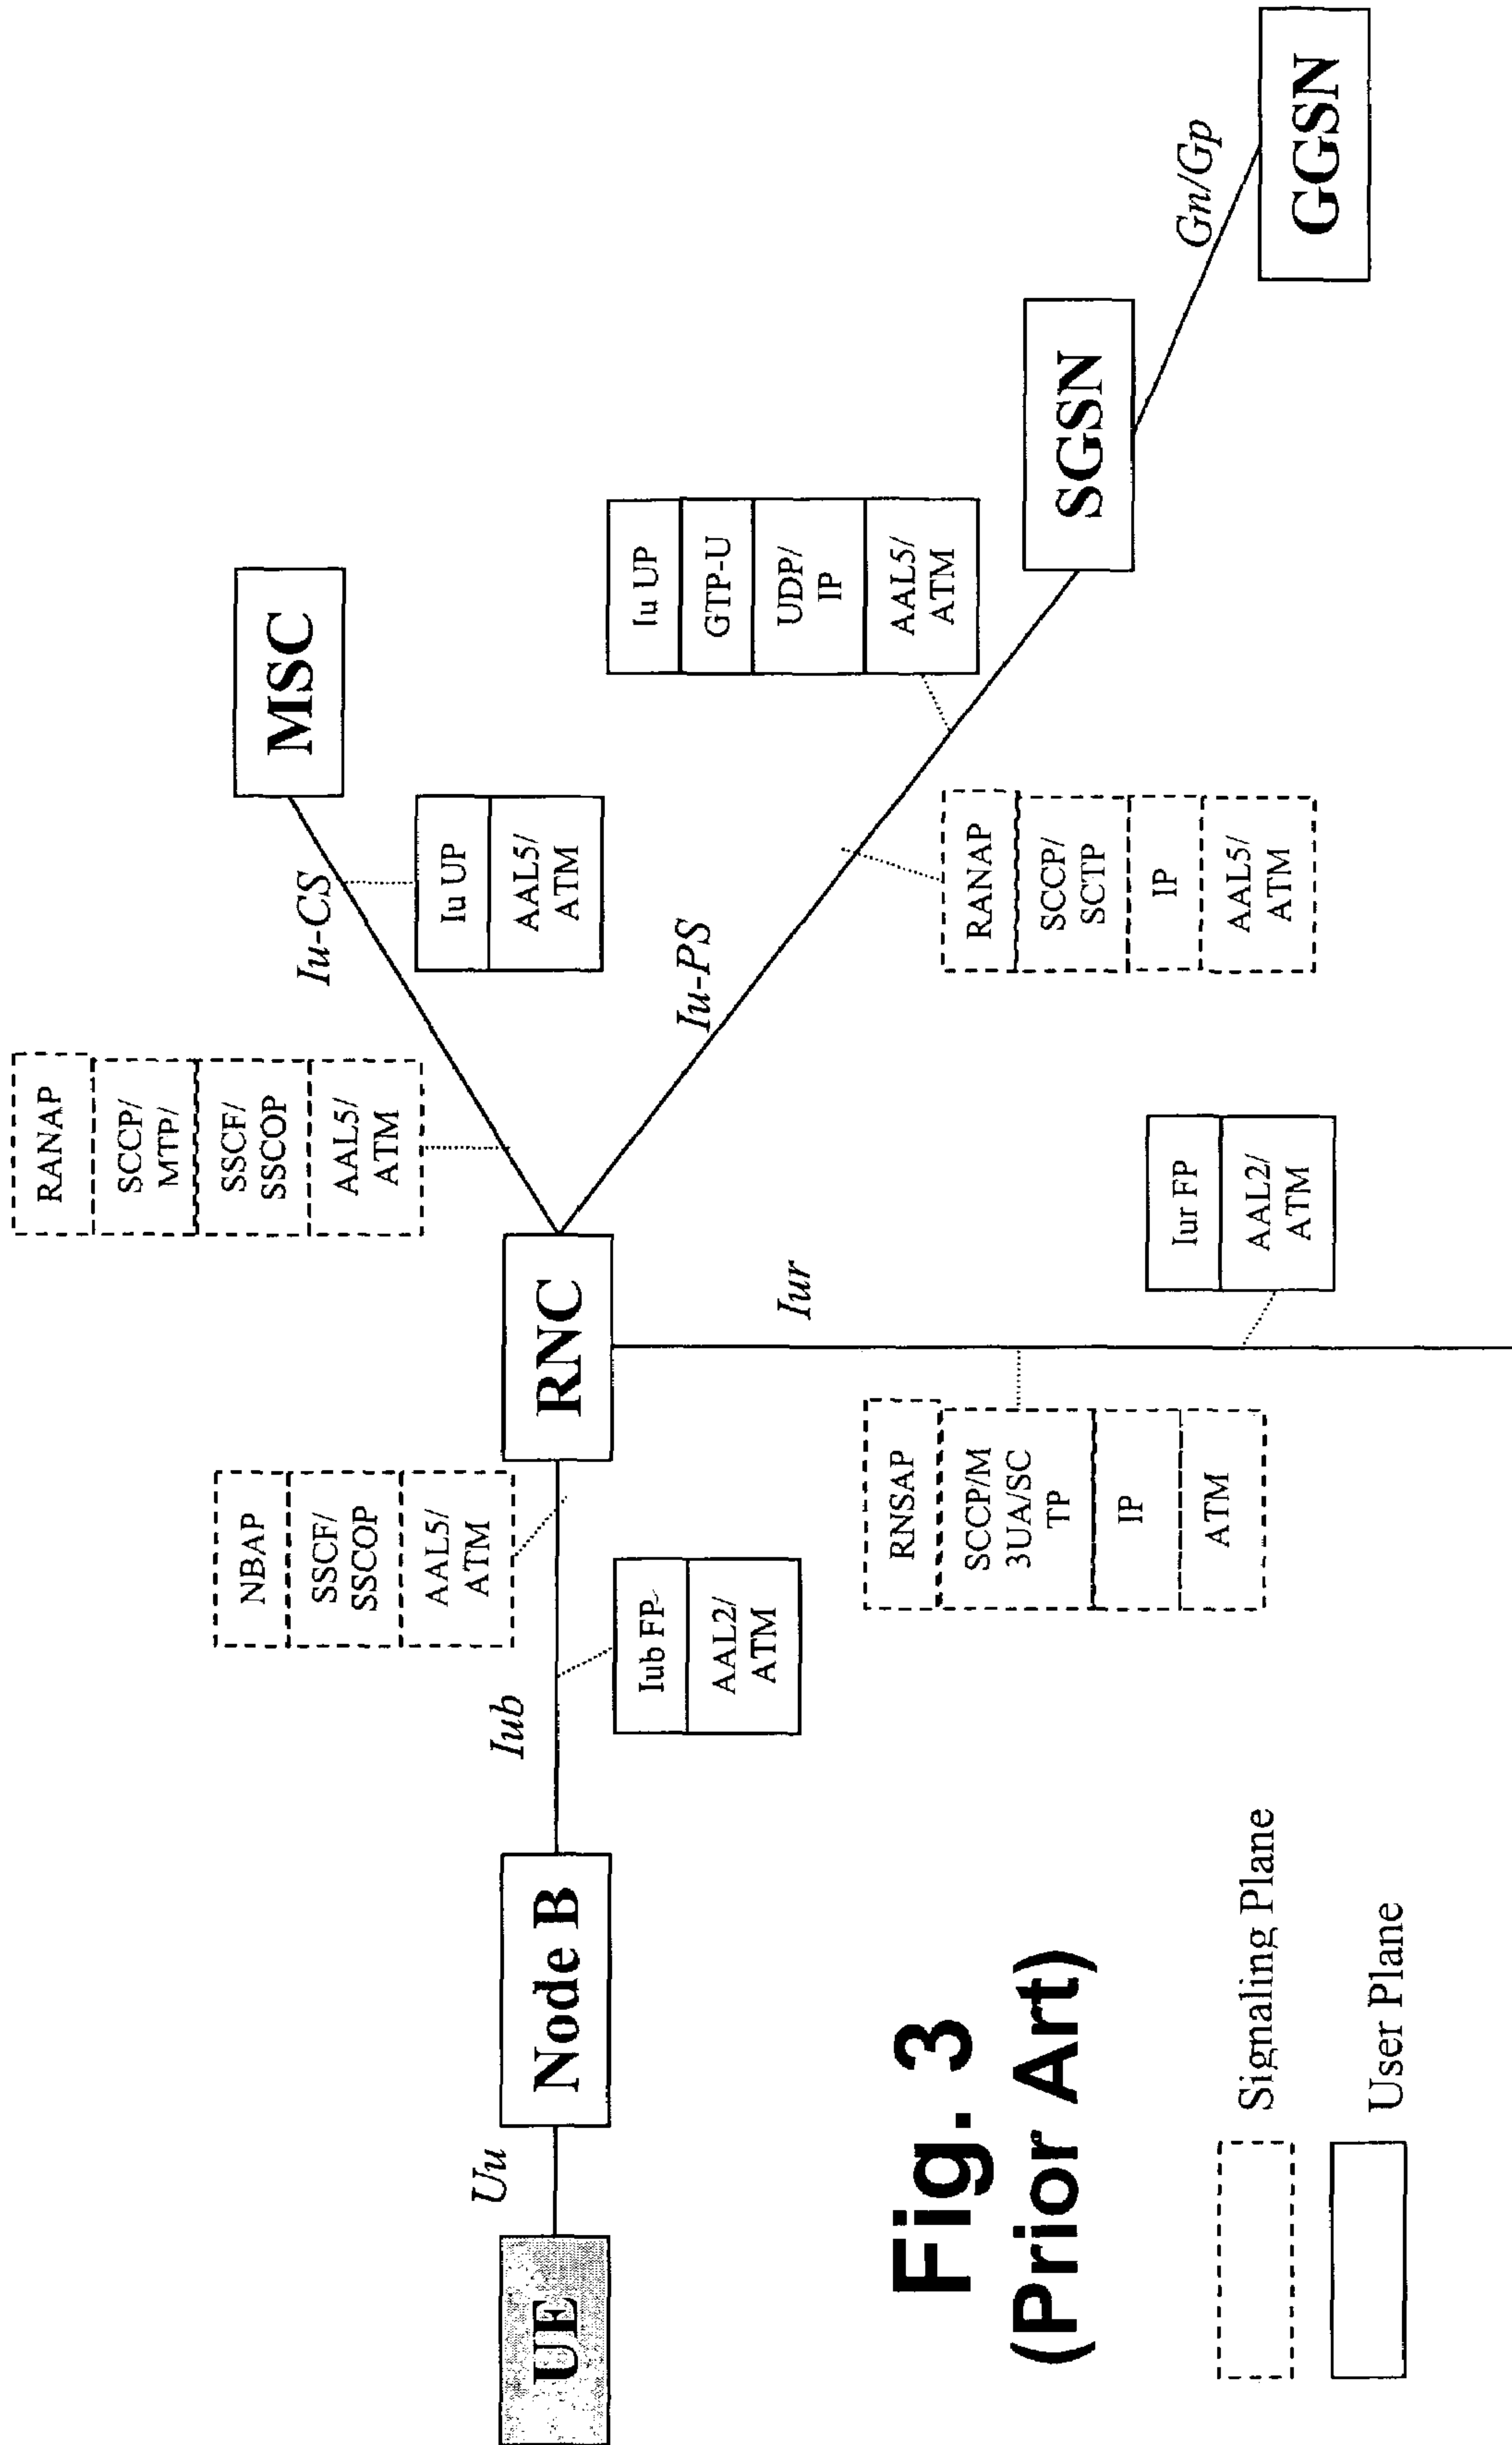 RANAP
SCCP/
MTP/
SSCF/
SSCOP
AAL5/
ATM
MSC
Iu-CS
Iu UP
AAL5/
ATM
NBAP
SSCF/
SSCOP
AAL5/
ATM
UE
Uu
Node B
Iub
Iub FP
AAL2/
ATM
RNC
Iu-PS
Iu UP
GTP-U
UDP/
IP
AAL5/
ATM
RANAP
SCCP/
SCTP
IP
AAL5/
ATM
SGSN
Gn/Gp
GGSN
Iur
RNSAP
SCCP/M
3UA/SC
TP
IP
ATM
Iur FP
AAL2/
ATM
Fig. 3
(Prior Art)
Signaling Plane
User Plane